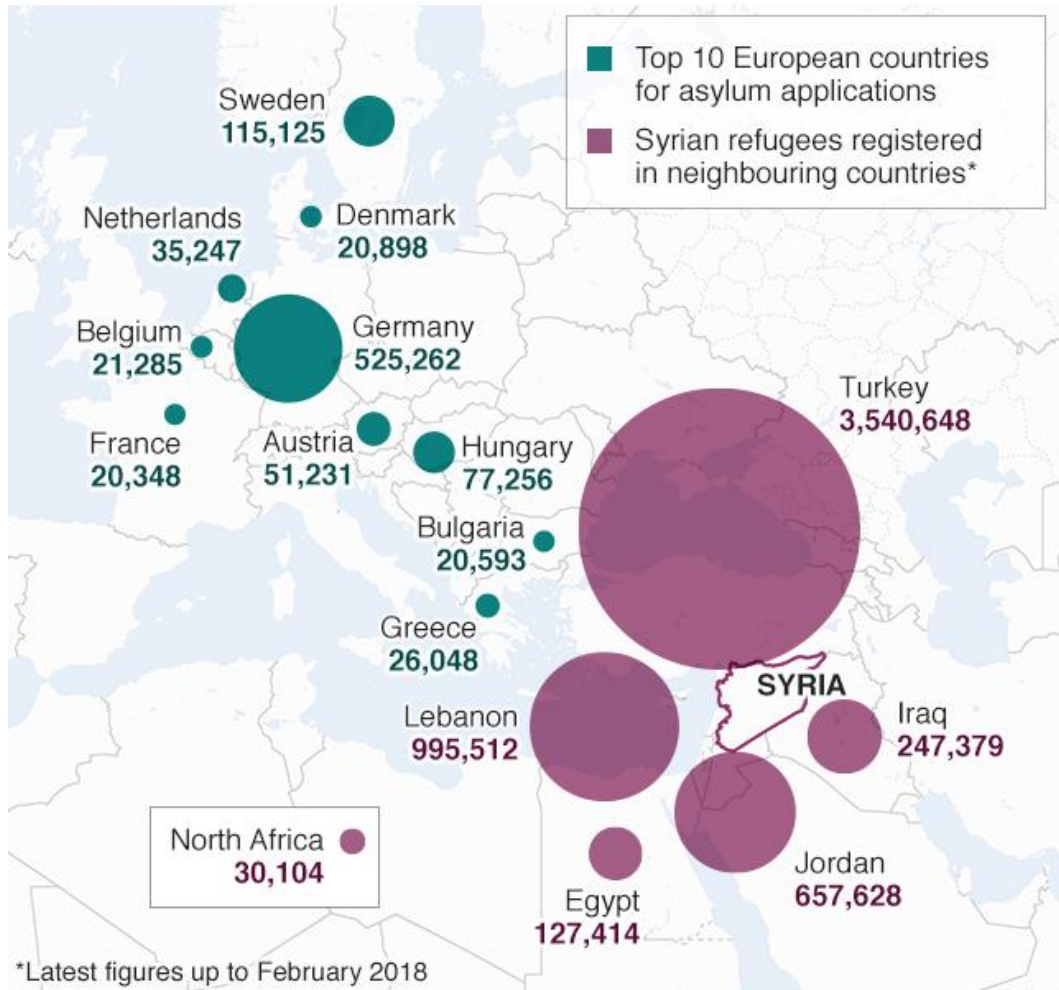 Top 10 European countries
for asylum applications
Syrian refugees registered
in neighbouring countries*
Sweden
115,125
Netherlands
35,247
Denmark
20,898
Belgium
21,285
Germany
525,262
France
20,348
Austria
51,231
Hungary
77,256
Turkey
3,540,648
Bulgaria
20,593
Greece
26,048
SYRIA
Lebanon
995,512
Iraq
247,379
North Africa
30,104
Egypt
127,414
Jordan
657,628
*Latest figures up to February 2018